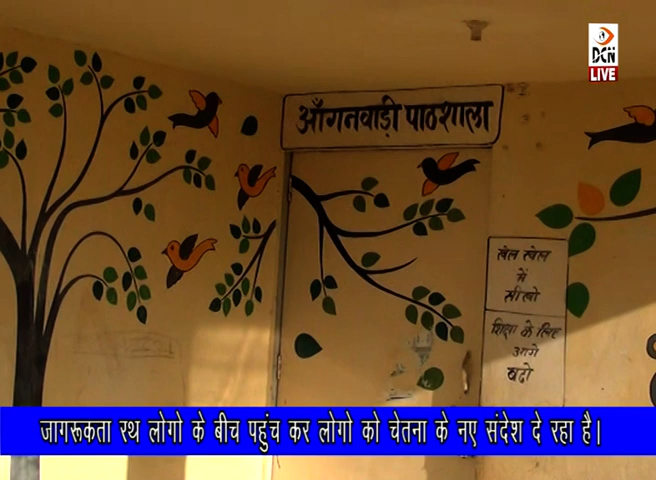 DCN
LIVE
आँगनवाड़ी पाठशाला
खेल खेल
में
सीखो
शिक्षा के लिए
आगे
बढ़ो
जागरूकता रथ लोगो के बीच पहुंच कर लोगो को चेतना के नए संदेश दे रहा है।